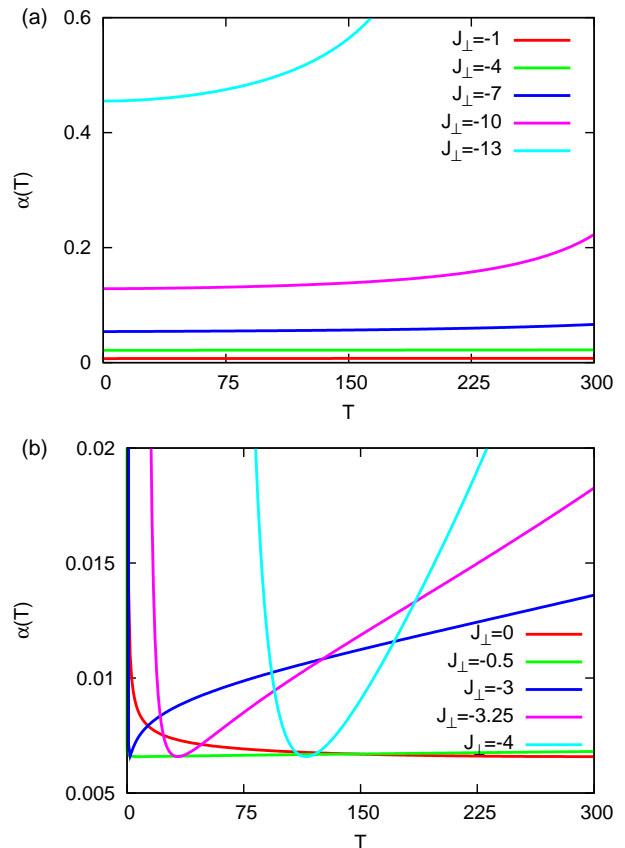 (a)
0.6
0.4
0.2
0
α(T)
J⊥=-1
J⊥=-4
J⊥=-7
J⊥=-10
J⊥=-13
0 75 150 225 300
T
(b)
0.02
0.015
0.01
0.005
α(T)
J⊥=0
J⊥=-0.5
J⊥=-3
J⊥=-3.25
J⊥=-4
0 75 150 225 300
T